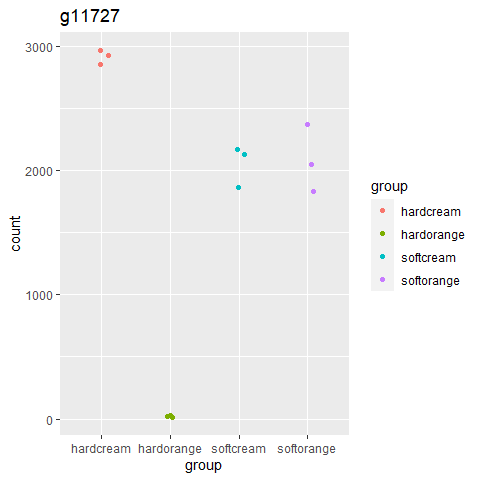 g11727
3000
2000
1000
0
count
hardcream
hardorange
softcream
softorange
group
group
hardcream
hardorange
softcream
softorange